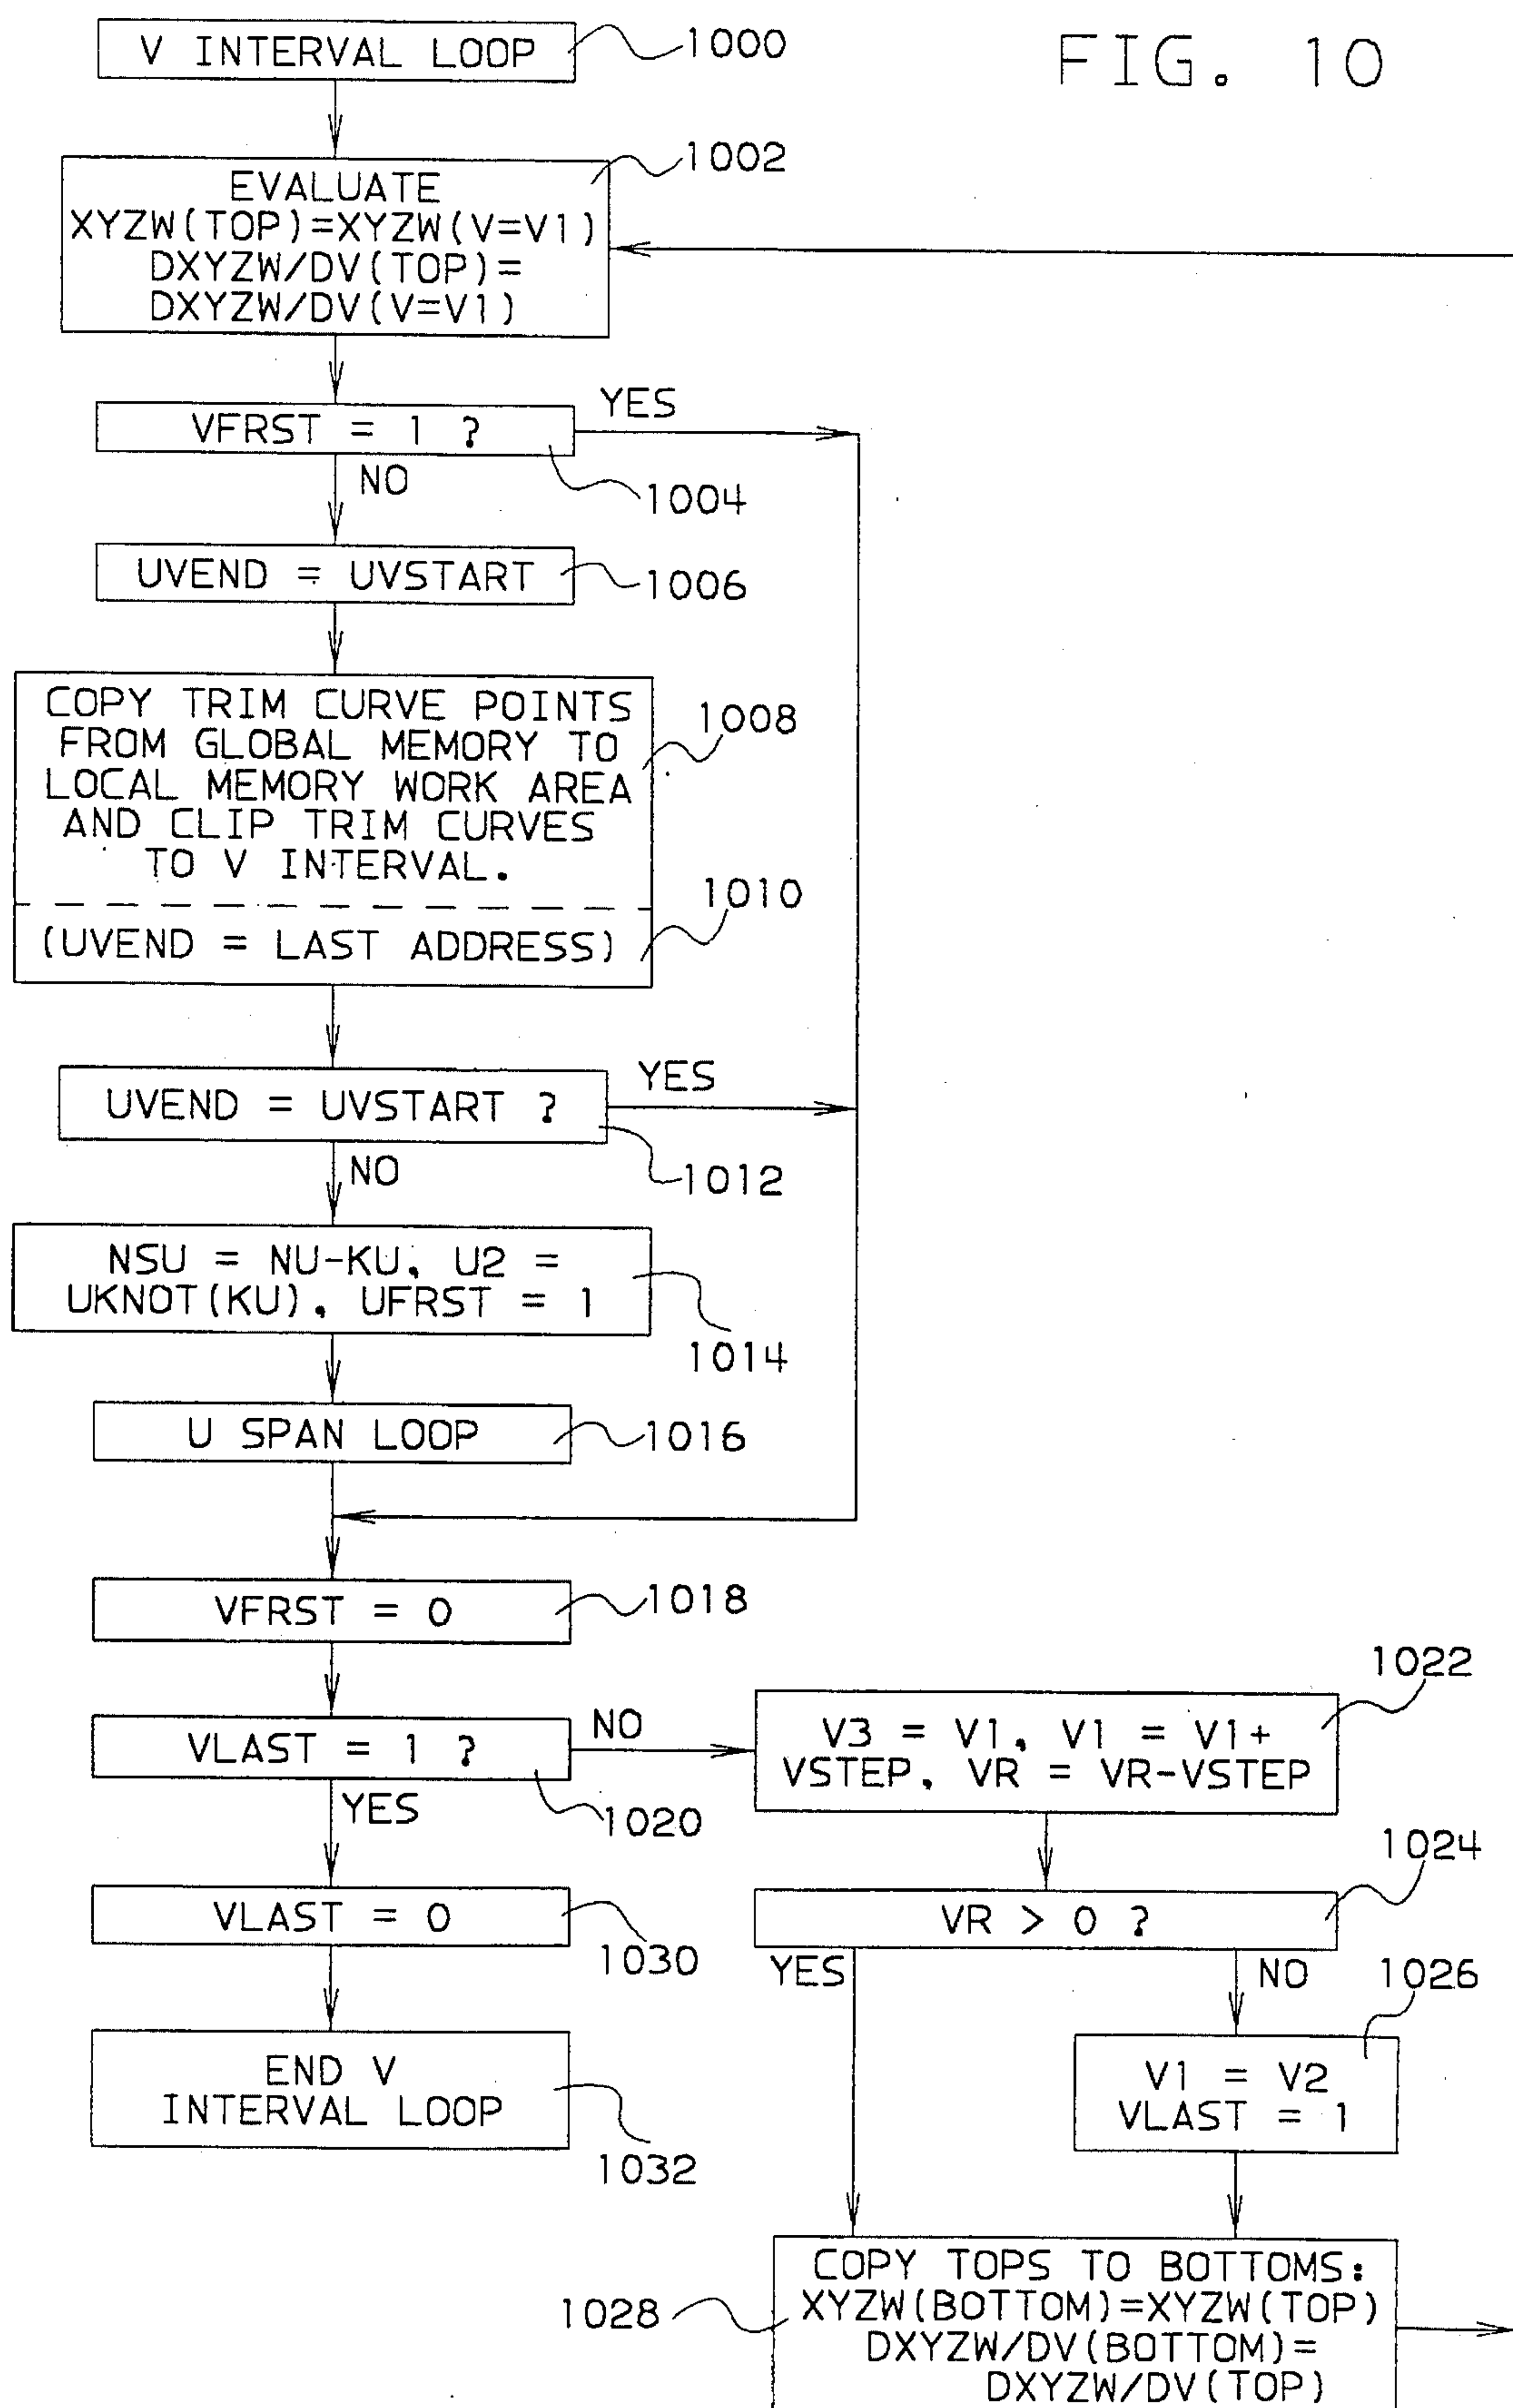 FIG. 10
V INTERVAL LOOP
1000
1002
EVALUATE
XYZW(TOP)=XYZW(V=V1)
DXYZW/DV(TOP)=
DXYZW/DV(V=V1)
YES
VFRST = 1 ?
NO
1004
UVEND = UVSTART
1006
COPY TRIM CURVE POINTS
FROM GLOBAL MEMORY TO
LOCAL MEMORY WORK AREA
AND CLIP TRIM CURVES
TO V INTERVAL.
1008
1010
(UVEND = LAST ADDRESS)
YES
UVEND = UVSTART ?
NO
1012
NSU = NU-KU, U2 =
UKNOT(KU), UFRST = 1
1014
U SPAN LOOP
1016
VFRST = 0
1018
VLAST = 1 ?
NO
YES
1020
1022
V3 = V1, V1 = V1+
VSTEP, VR = VR-VSTEP
1024
VR > 0 ?
YES
NO
1026
V1 = V2
VLAST = 1
VLAST = 0
1030
END V
INTERVAL LOOP
1032
1028
COPY TOPS TO BOTTOMS:
XYZW(BOTTOM)=XYZW(TOP)
DXYZW/DV(BOTTOM)=
DXYZW/DV(TOP)